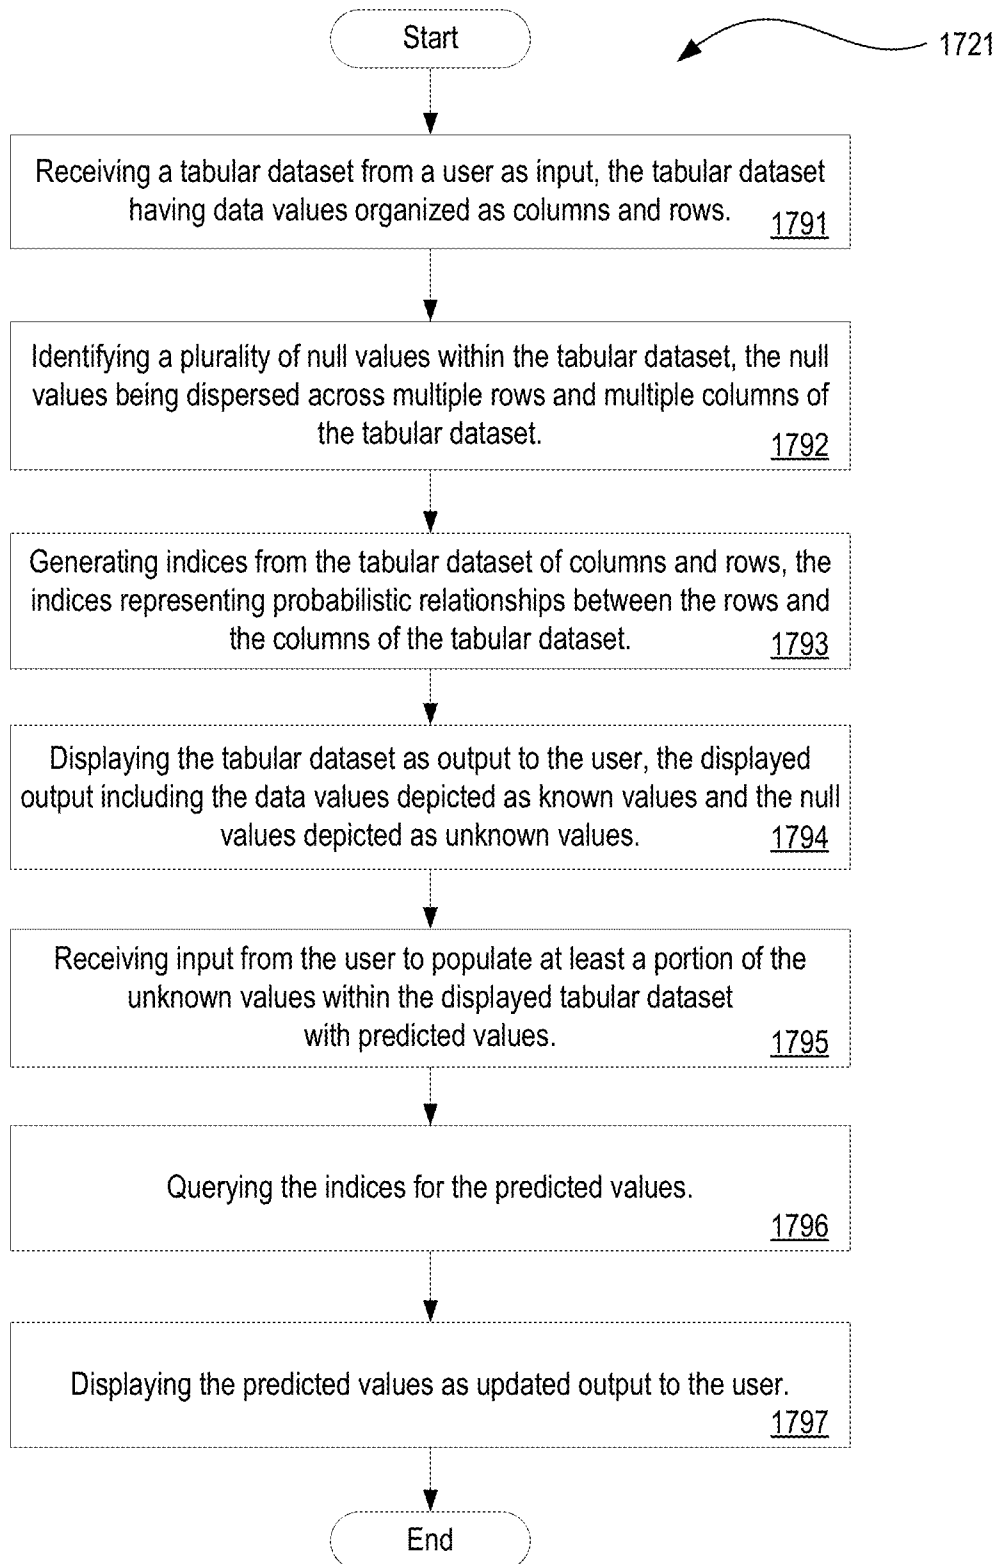 Start
1721
Receiving a tabular dataset from a user as input, the tabular dataset
having data values organized as columns and rows.
1791
Identifying a plurality of null values within the tabular dataset, the null
values being dispersed across multiple rows and multiple columns of
the tabular dataset.
1792
Generating indices from the tabular dataset of columns and rows, the
indices representing probabilistic relationships between the rows and
the columns of the tabular dataset.
1793
Displaying the tabular dataset as output to the user, the displayed
output including the data values depicted as known values and the null
values depicted as unknown values.
1794
Receiving input from the user to populate at least a portion of the
unknown values within the displayed tabular dataset
with predicted values.
1795
Querying the indices for the predicted values.
1796
Displaying the predicted values as updated output to the user.
1797
End